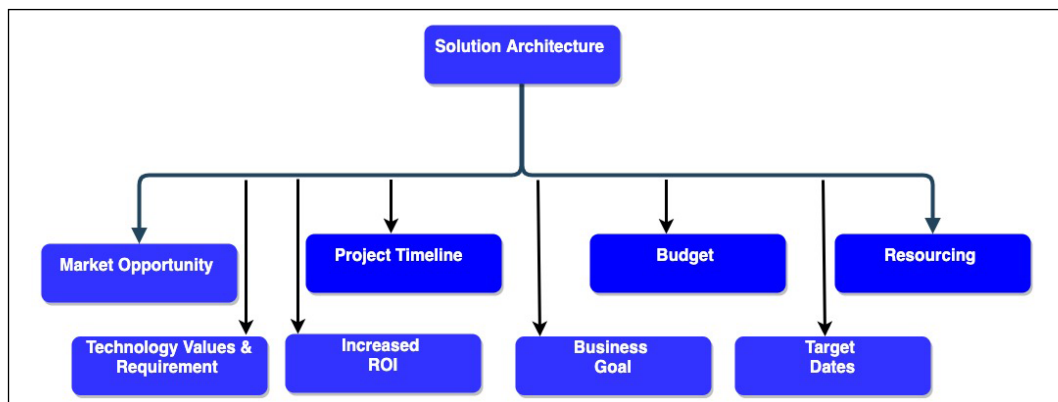 Solution Architecture
Market Opportunity
Project Timeline
Budget
Resourcing
Technology Values &
Requirement
Increased
ROI
Business
Goal
Target
Dates